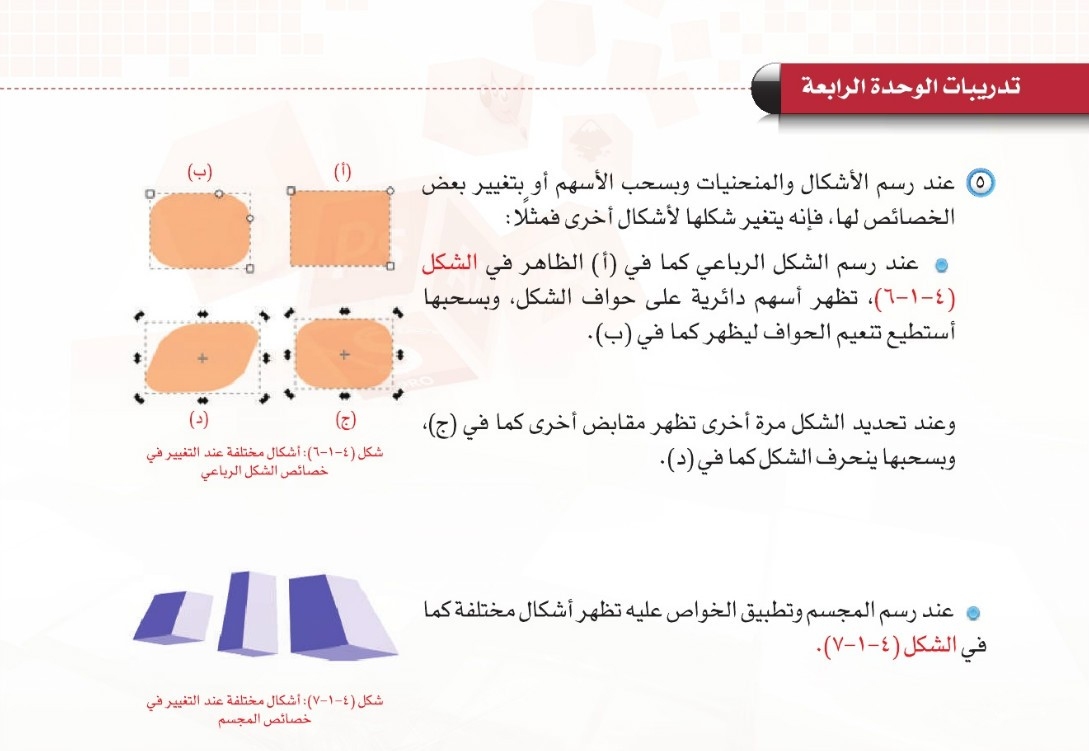 تدريبات الوحدة الرابعة
٥ عند رسم الأشكال والمنحنيات وبسحب الأسهم أو بتغيير بعض
الخصائص لها، فإنه يتغير شكلها لأشكال أخرى فمثلًا:
عند رسم الشكل الرباعي كما في (أ) الظاهر في الشكل
(٤-١-٦)، تظهر أسهم دائرية على حواف الشكل، وبسحبها
أستطيع تنعيم الحواف ليظهر كما في (ب).
وعند تحديد الشكل مرة أخرى تظهر مقابض أخرى كما في (ج)،
وبسحبها ينحرف الشكل كما في (د).
(أ)
(ب)
(ج)
(د)
شكل (٤-١-٦): أشكال مختلفة عند التغيير في
خصائص الشكل الرباعي
عند رسم المجسم وتطبيق الخواص عليه تظهر أشكال مختلفة كما
في الشكل (٤-١-٧).
شكل (٤-١-٧): أشكال مختلفة عند التغيير في
خصائص المجسم
PRO